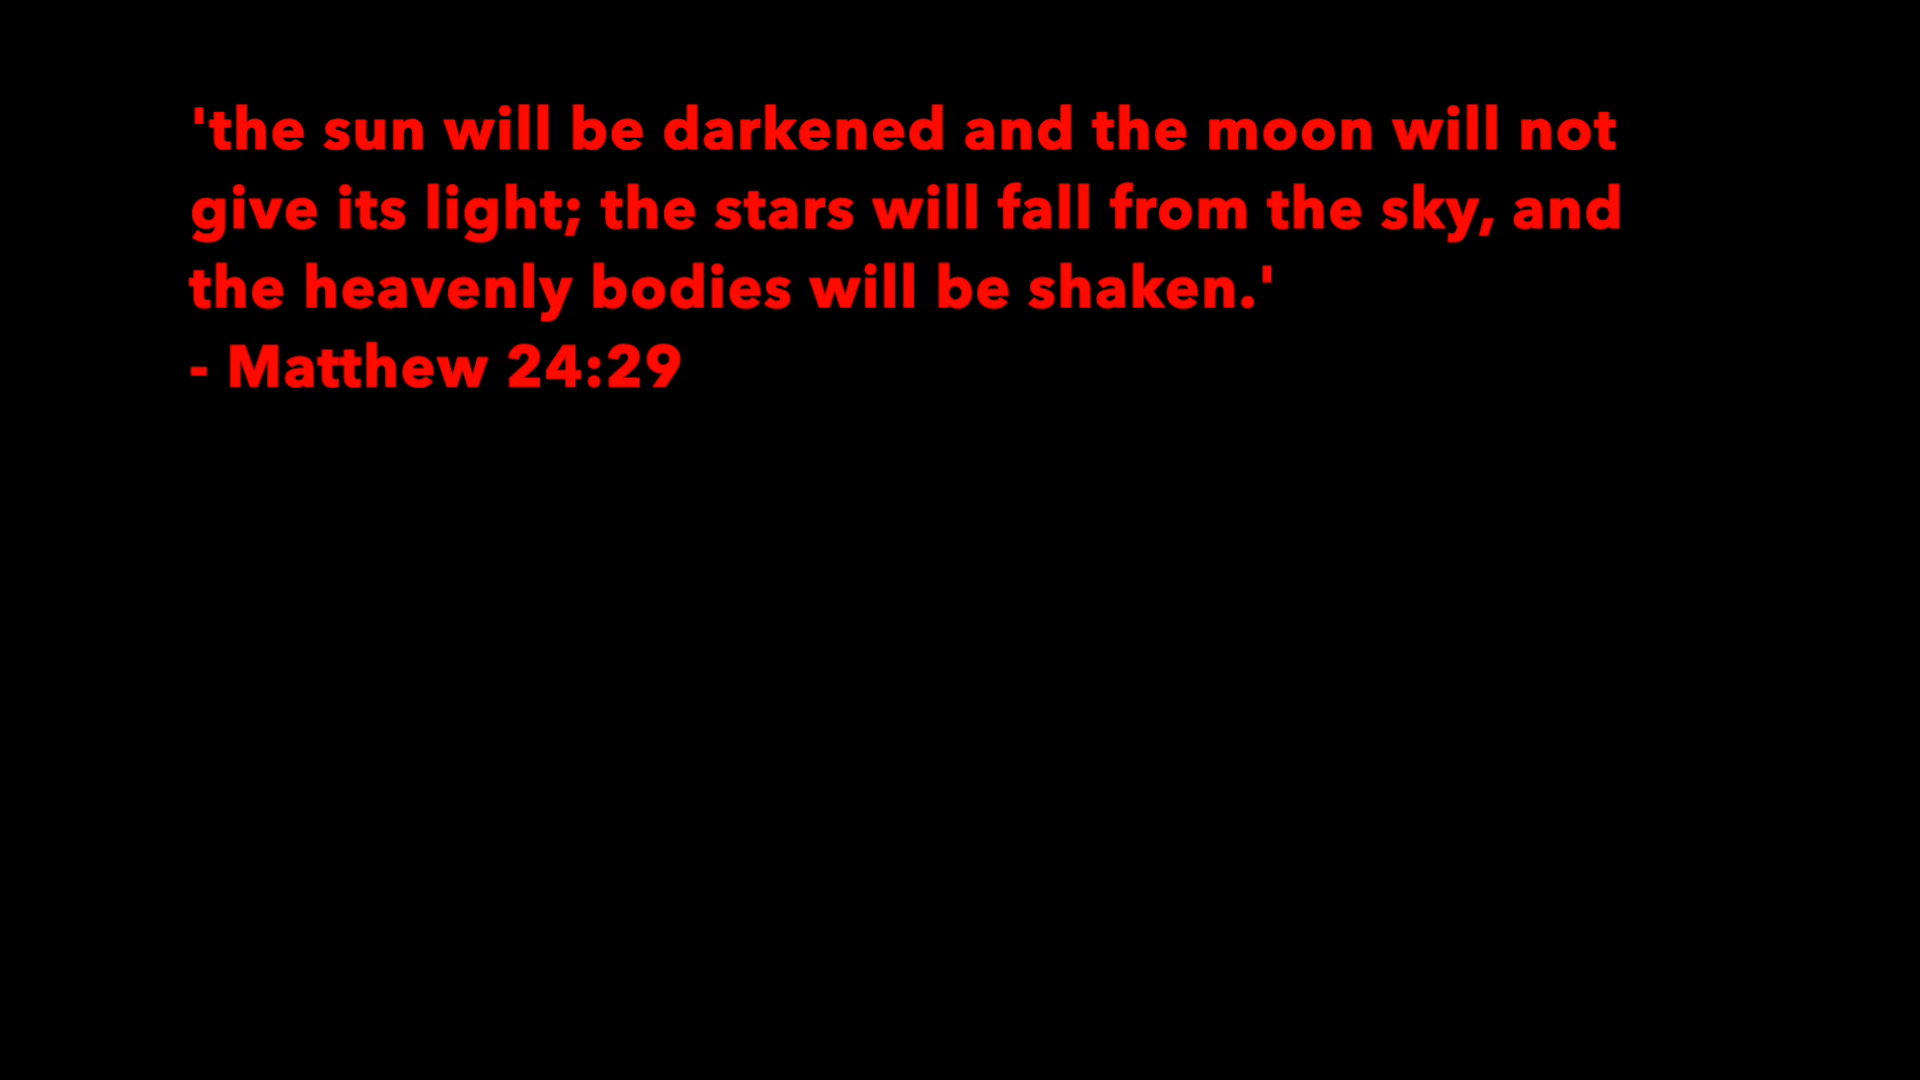 'the sun will be darkened and the moon will not
give its light; the stars will fall from the sky, and
the heavenly bodies will be shaken.'
- Matthew 24:29